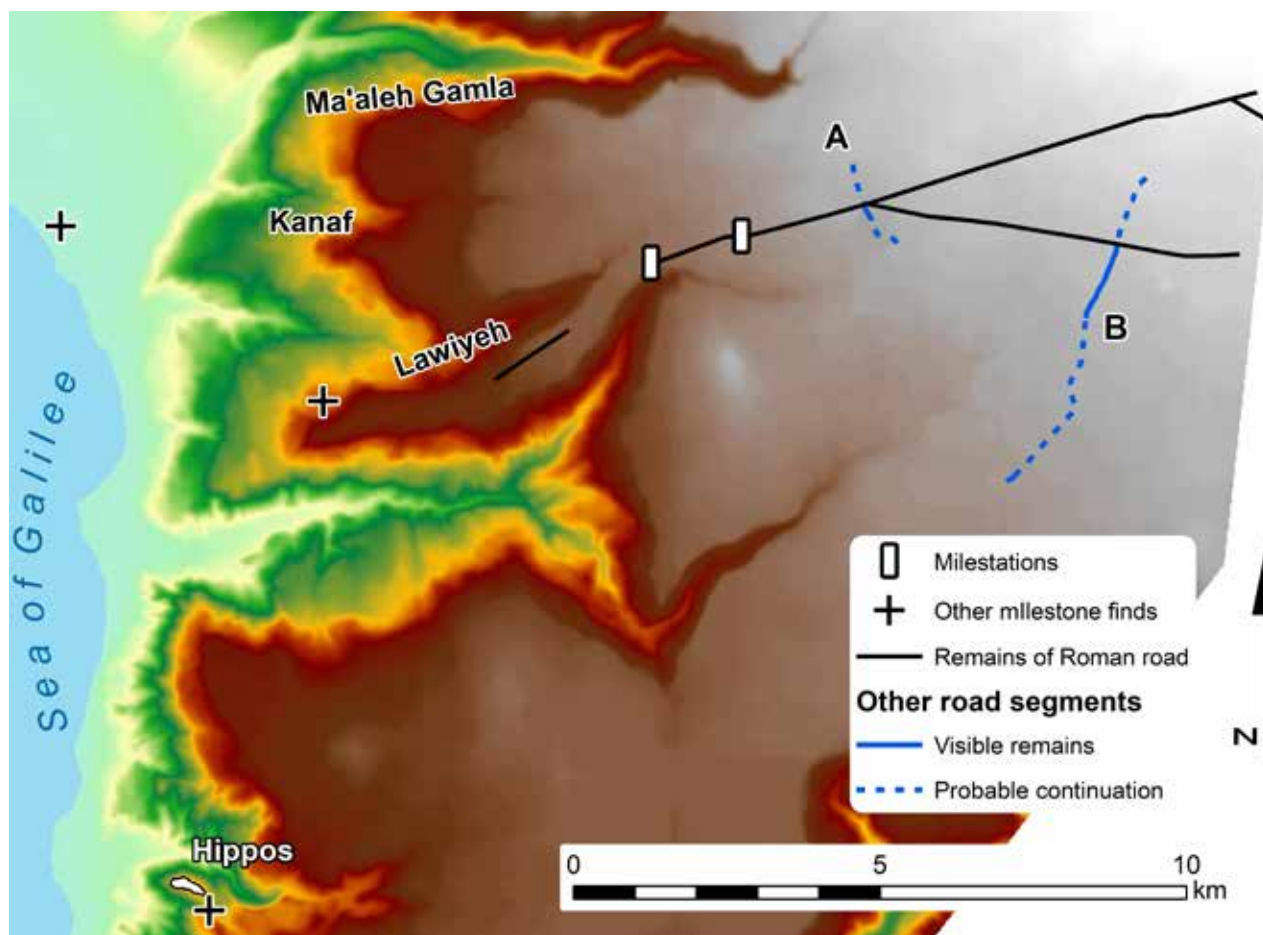 Ma'aleh Gamla
A
Kanaf
Lawiyeh
B
Sea of Galilee
Milestations
Other mIlestone finds
Remains of Roman road
Other road segments
Visible remains
Probable continuation
N
Hippos
0 5 10
km